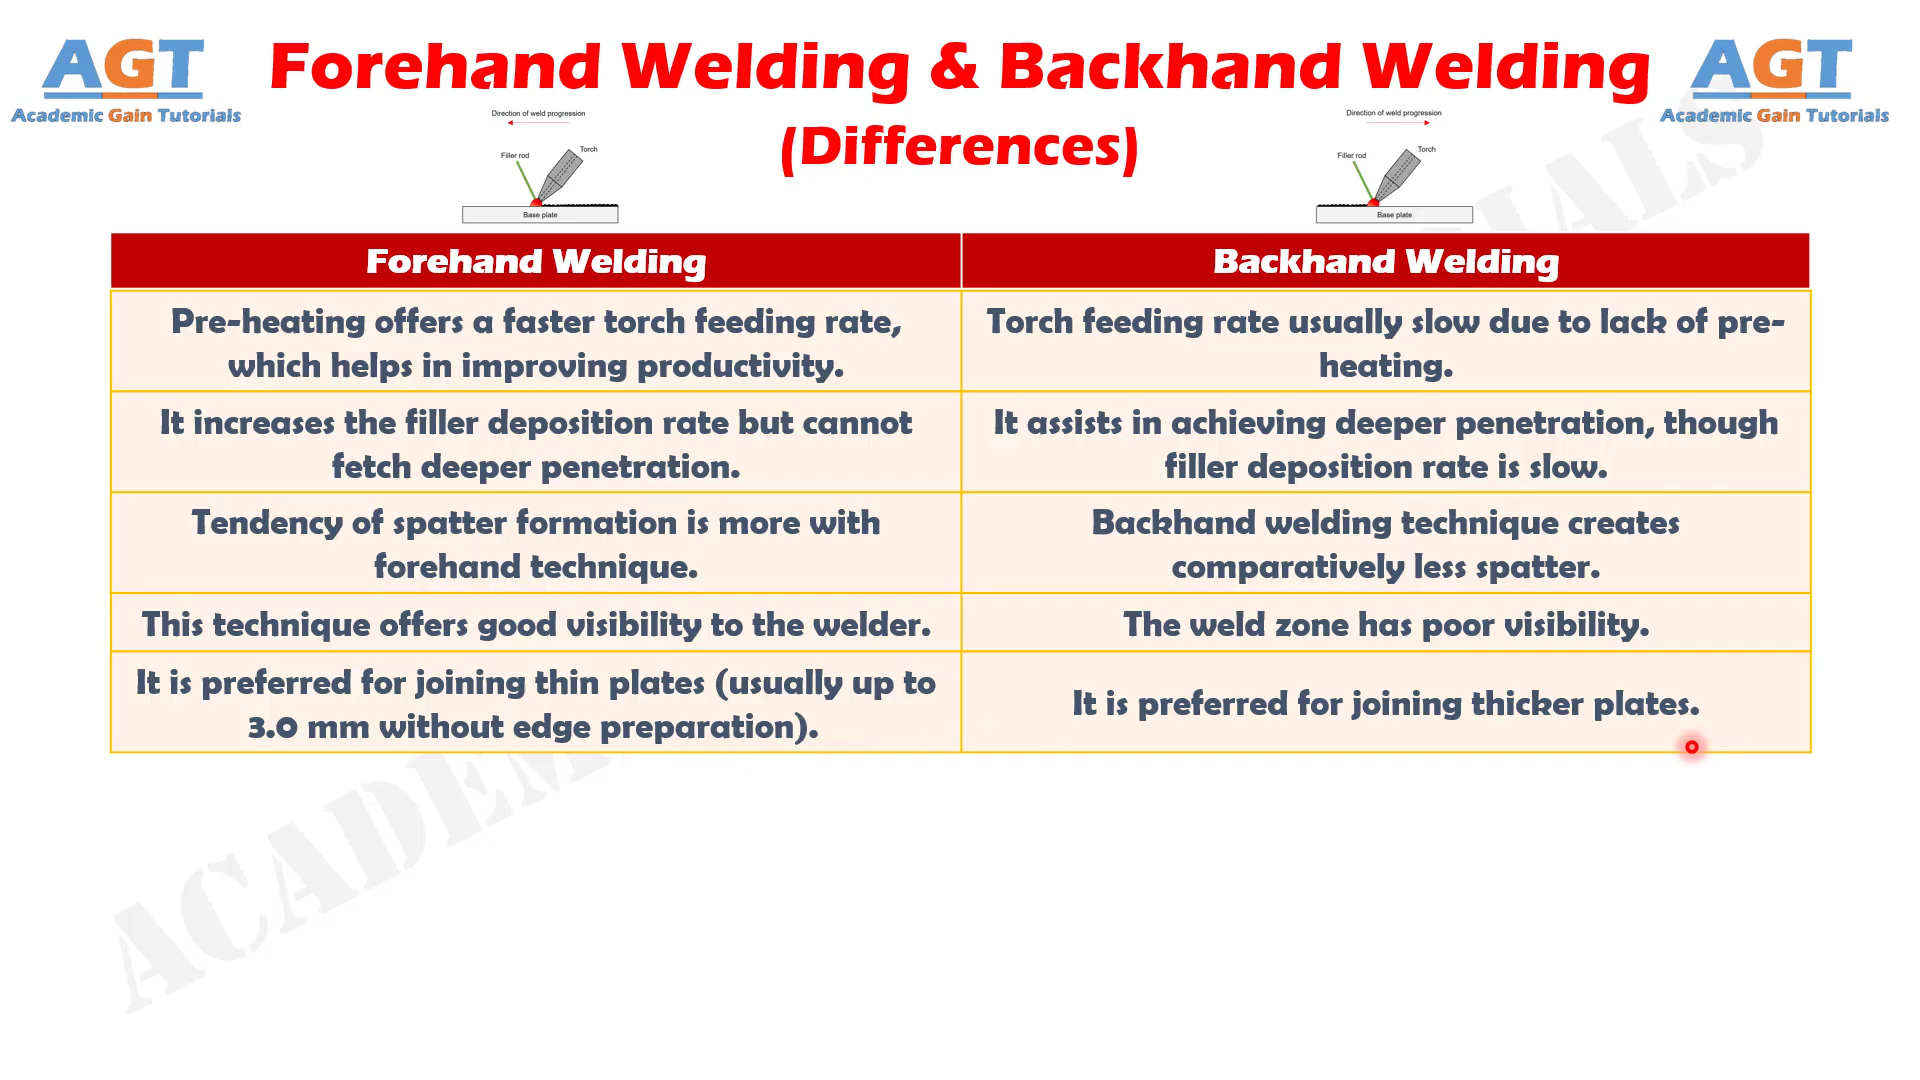 AGT
Academic Gain Tutorials
Forehand Welding & Backhand Welding
(Differences)
AGT
Academic Gain Tutorials
Direction of weld progression
Filler rod
Torch
Base plate
Direction of weld progression
Filler rod
Torch
Base plate
Forehand Welding
Backhand Welding
Pre-heating offers a faster torch feeding rate,
which helps in improving productivity.
Torch feeding rate usually slow due to lack of pre-
heating.
It increases the filler deposition rate but cannot
fetch deeper penetration.
It assists in achieving deeper penetration, though
filler deposition rate is slow.
Tendency of spatter formation is more with
forehand technique.
Backhand welding technique creates
comparatively less spatter.
This technique offers good visibility to the welder.
The weld zone has poor visibility.
It is preferred for joining thin plates (usually up to
3.0 mm without edge preparation).
It is preferred for joining thicker plates.